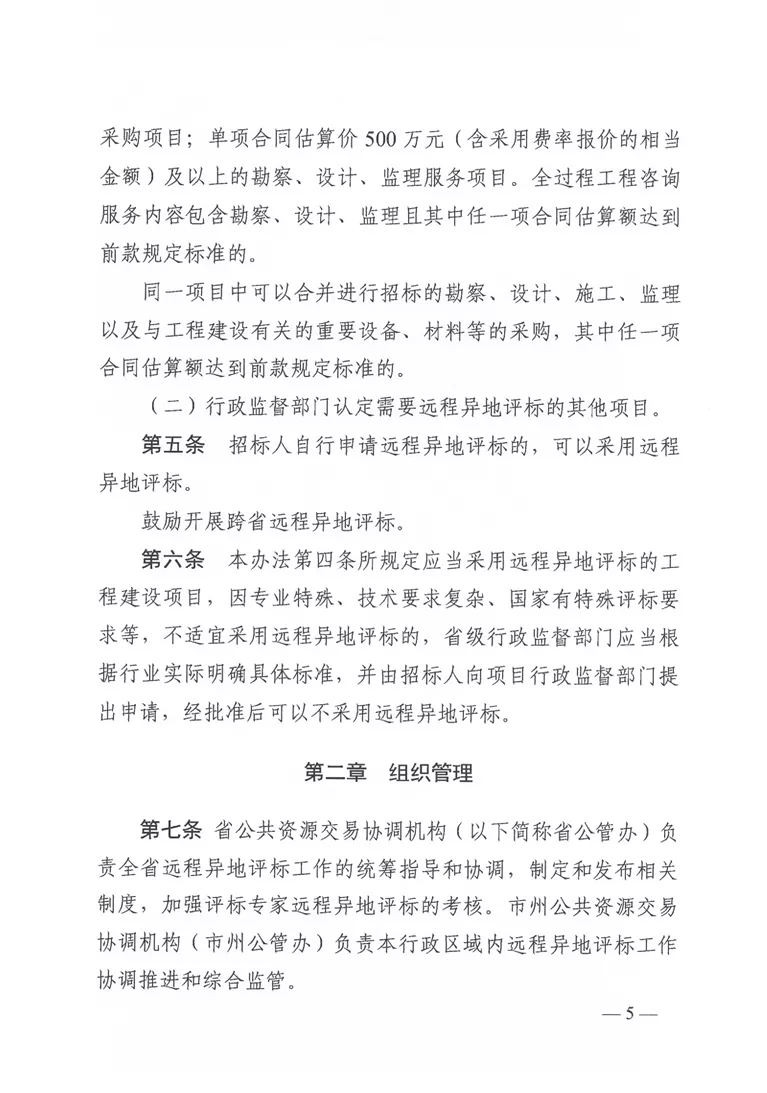 采购项目；单项合同估算价 500 万元（含采用费率报价的相当
金额）及以上的勘察、设计、监理服务项目。全过程工程咨询
服务内容包含勘察、设计、监理且其中任一项合同估算额达到
前款规定标准的。
同一项目中可以合并进行招标的勘察、设计、施工、监理
以及与工程建设有关的重要设备、材料等的采购，其中任一项
合同估算额达到前款规定标准的。
（二）行政监督部门认定需要远程异地评标的其他项目。
第五条 招标人自行申请远程异地评标的，可以采用远程
异地评标。
鼓励开展跨省远程异地评标。
第六条 本办法第四条所规定应当采用远程异地评标的工
程建设项目，因专业特殊、技术要求复杂、国家有特殊评标要
求等，不适宜采用远程异地评标的，省级行政监督部门应当根
据行业实际明确具体标准，并由招标人向项目行政监督部门提
出申请，经批准后可以不采用远程异地评标。
第二章 组织管理
第七条 省公共资源交易协调机构（以下简称省公管办）负
责全省远程异地评标工作的统筹指导和协调，制定和发布相关
制度，加强评标专家远程异地评标的考核。市州公共资源交易
协调机构（市州公管办）负责本行政区域内远程异地评标工作
协调推进和综合监管。
— 5 —